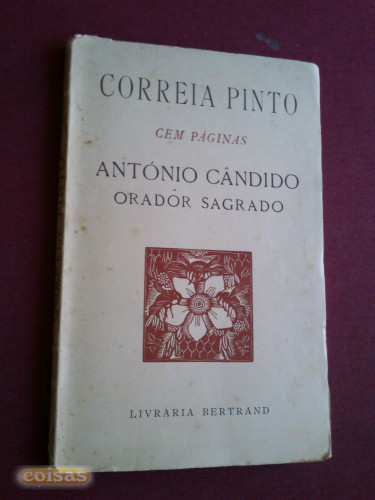 CORREIA PINTO
CEM PÁGINAS
ANTÓNIO CÂNDIDO
ORADOR SAGRADO
LIVRARIA BERTRAND
coisas